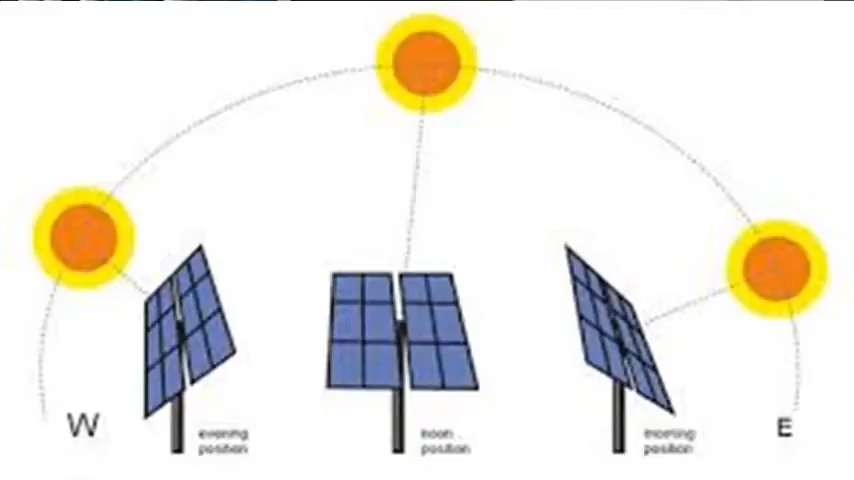 W
evening
position
noon
position
morning
position
E